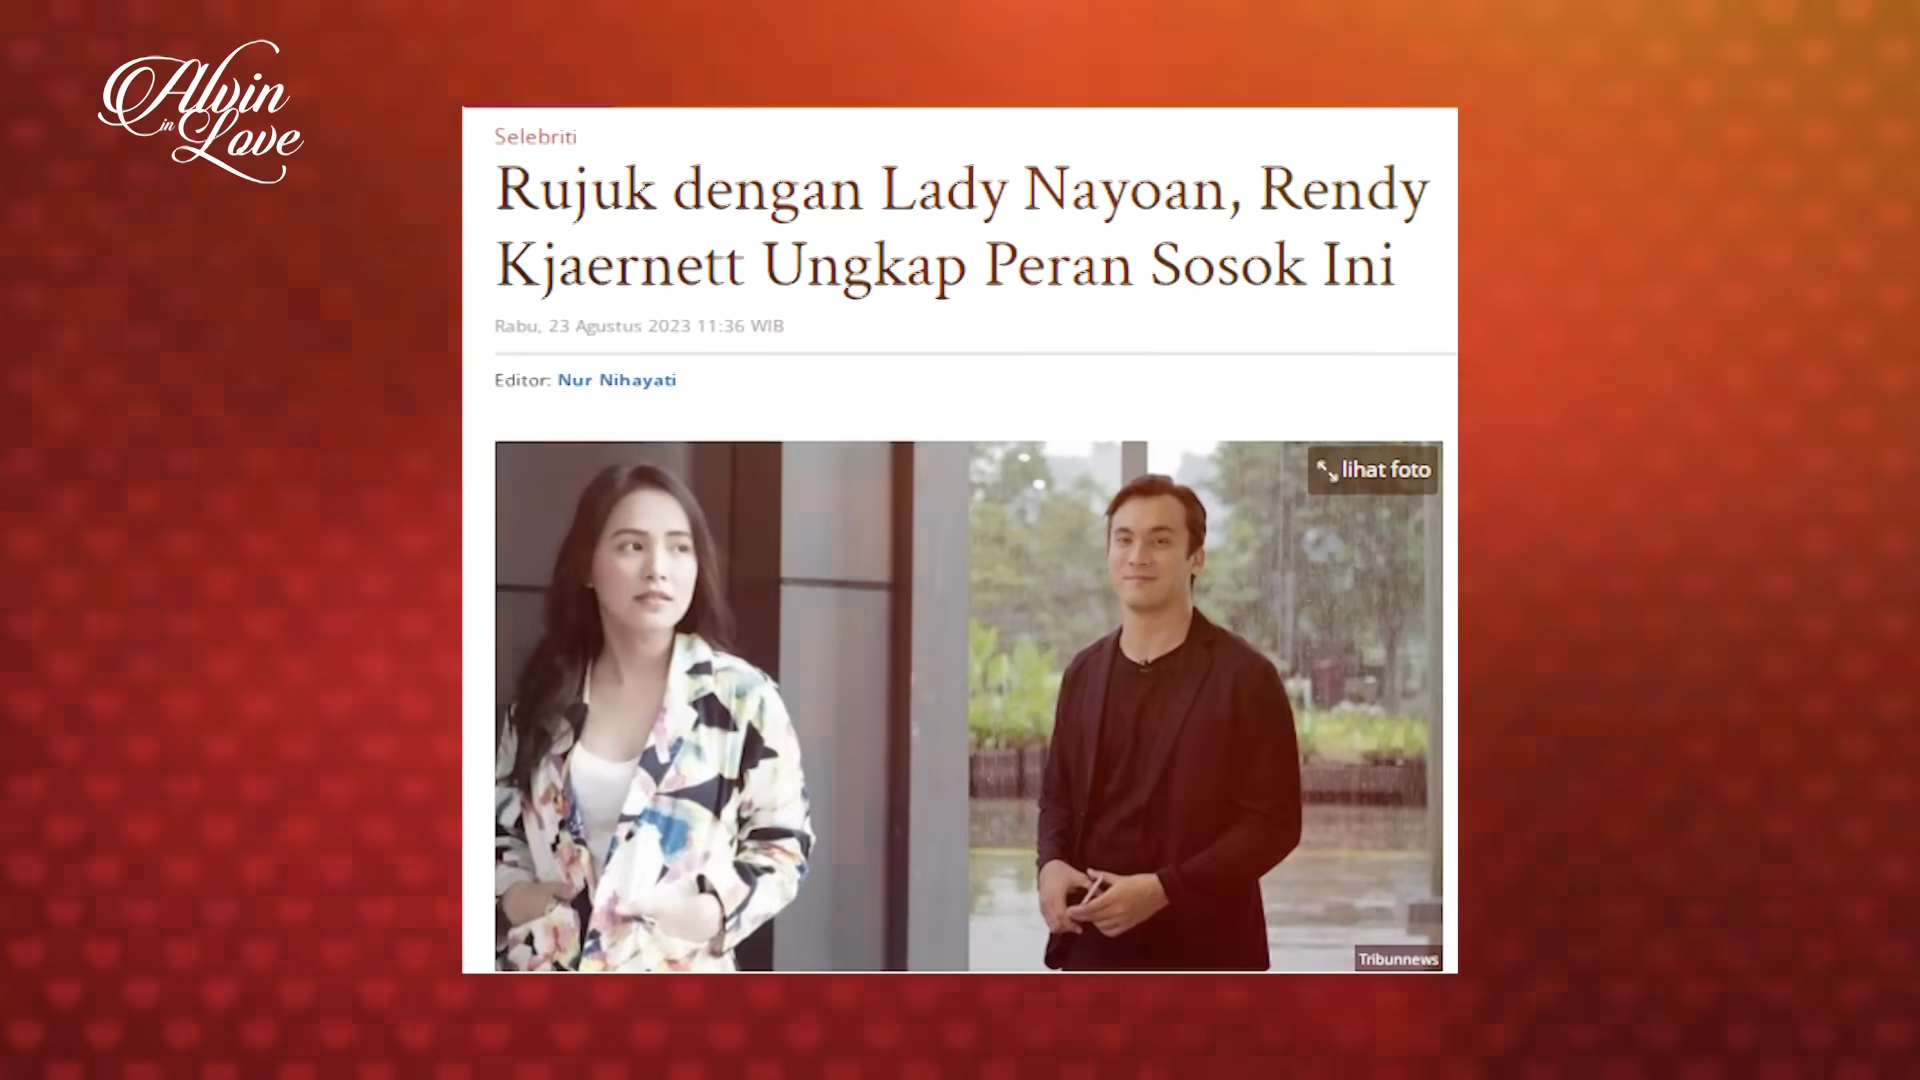 Alvin
in
Love
Selebriti
Rujuk dengan Lady Nayoan, Rendy
Kjaernett Ungkap Peran Sosok Ini
Rabu, 23 Agustus 2023 11:36 WIB
Editor: Nur Nihayati
lihat foto
Tribunnews